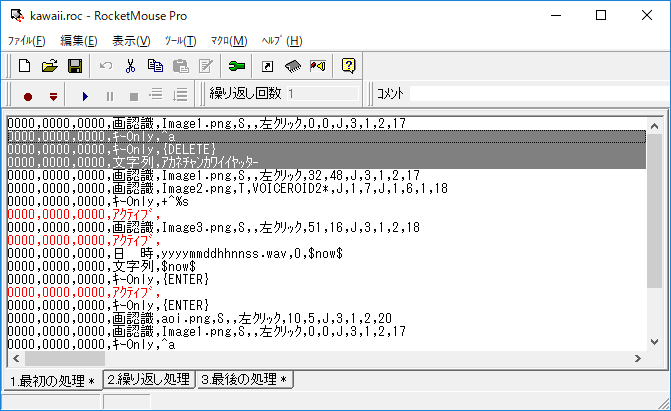 kawaii.roc - RocketMouse Pro
ﾌｧｲﾙ(F) 編集(E) 表示(V) ﾂｰﾙ(T) ﾏｸﾛ(M) ﾍﾙﾌﾟ(H)
繰り返し回数 1 ｺﾒﾝﾄ
0000,0000,0000,画認識,Image1.png,S,,左ｸﾘｯｸ,0,0,J,3,1,2,17
0000,0000,0000,ｷｰOnly,^a
0000,0000,0000,ｷｰOnly,{DELETE}
0000,0000,0000,文字列,ｱｶﾈﾁｬﾝｶﾜｲｲﾔｯﾀｰ
0000,0000,0000,画認識,Image1.png,S,,左ｸﾘｯｸ,32,48,J,3,1,2,17
0000,0000,0000,画認識,Image2.png,T,VOICEROID2*,J,1,7,J,1,6,1,18
0000,0000,0000,ｷｰOnly,+^%s
0000,0000,0000,ｱｸﾃｨﾌﾞ,
0000,0000,0000,画認識,Image3.png,S,,左ｸﾘｯｸ,51,16,J,3,1,2,18
0000,0000,0000,ｱｸﾃｨﾌﾞ,
0000,0000,0000,日　時,yyyymmddhhnnss.wav,0,$now$
0000,0000,0000,文字列,$now$
0000,0000,0000,ｷｰOnly,{ENTER}
0000,0000,0000,ｱｸﾃｨﾌﾞ,
0000,0000,0000,ｷｰOnly,{ENTER}
0000,0000,0000,画認識,aoi.png,S,,左ｸﾘｯｸ,10,5,J,3,1,2,20
0000,0000,0000,画認識,Image1.png,S,,左ｸﾘｯｸ,0,0,J,3,1,2,17
0000,0000,0000,ｷｰOnly,^a
1.最初の処理 * 2.繰り返し処理 3.最後の処理 *